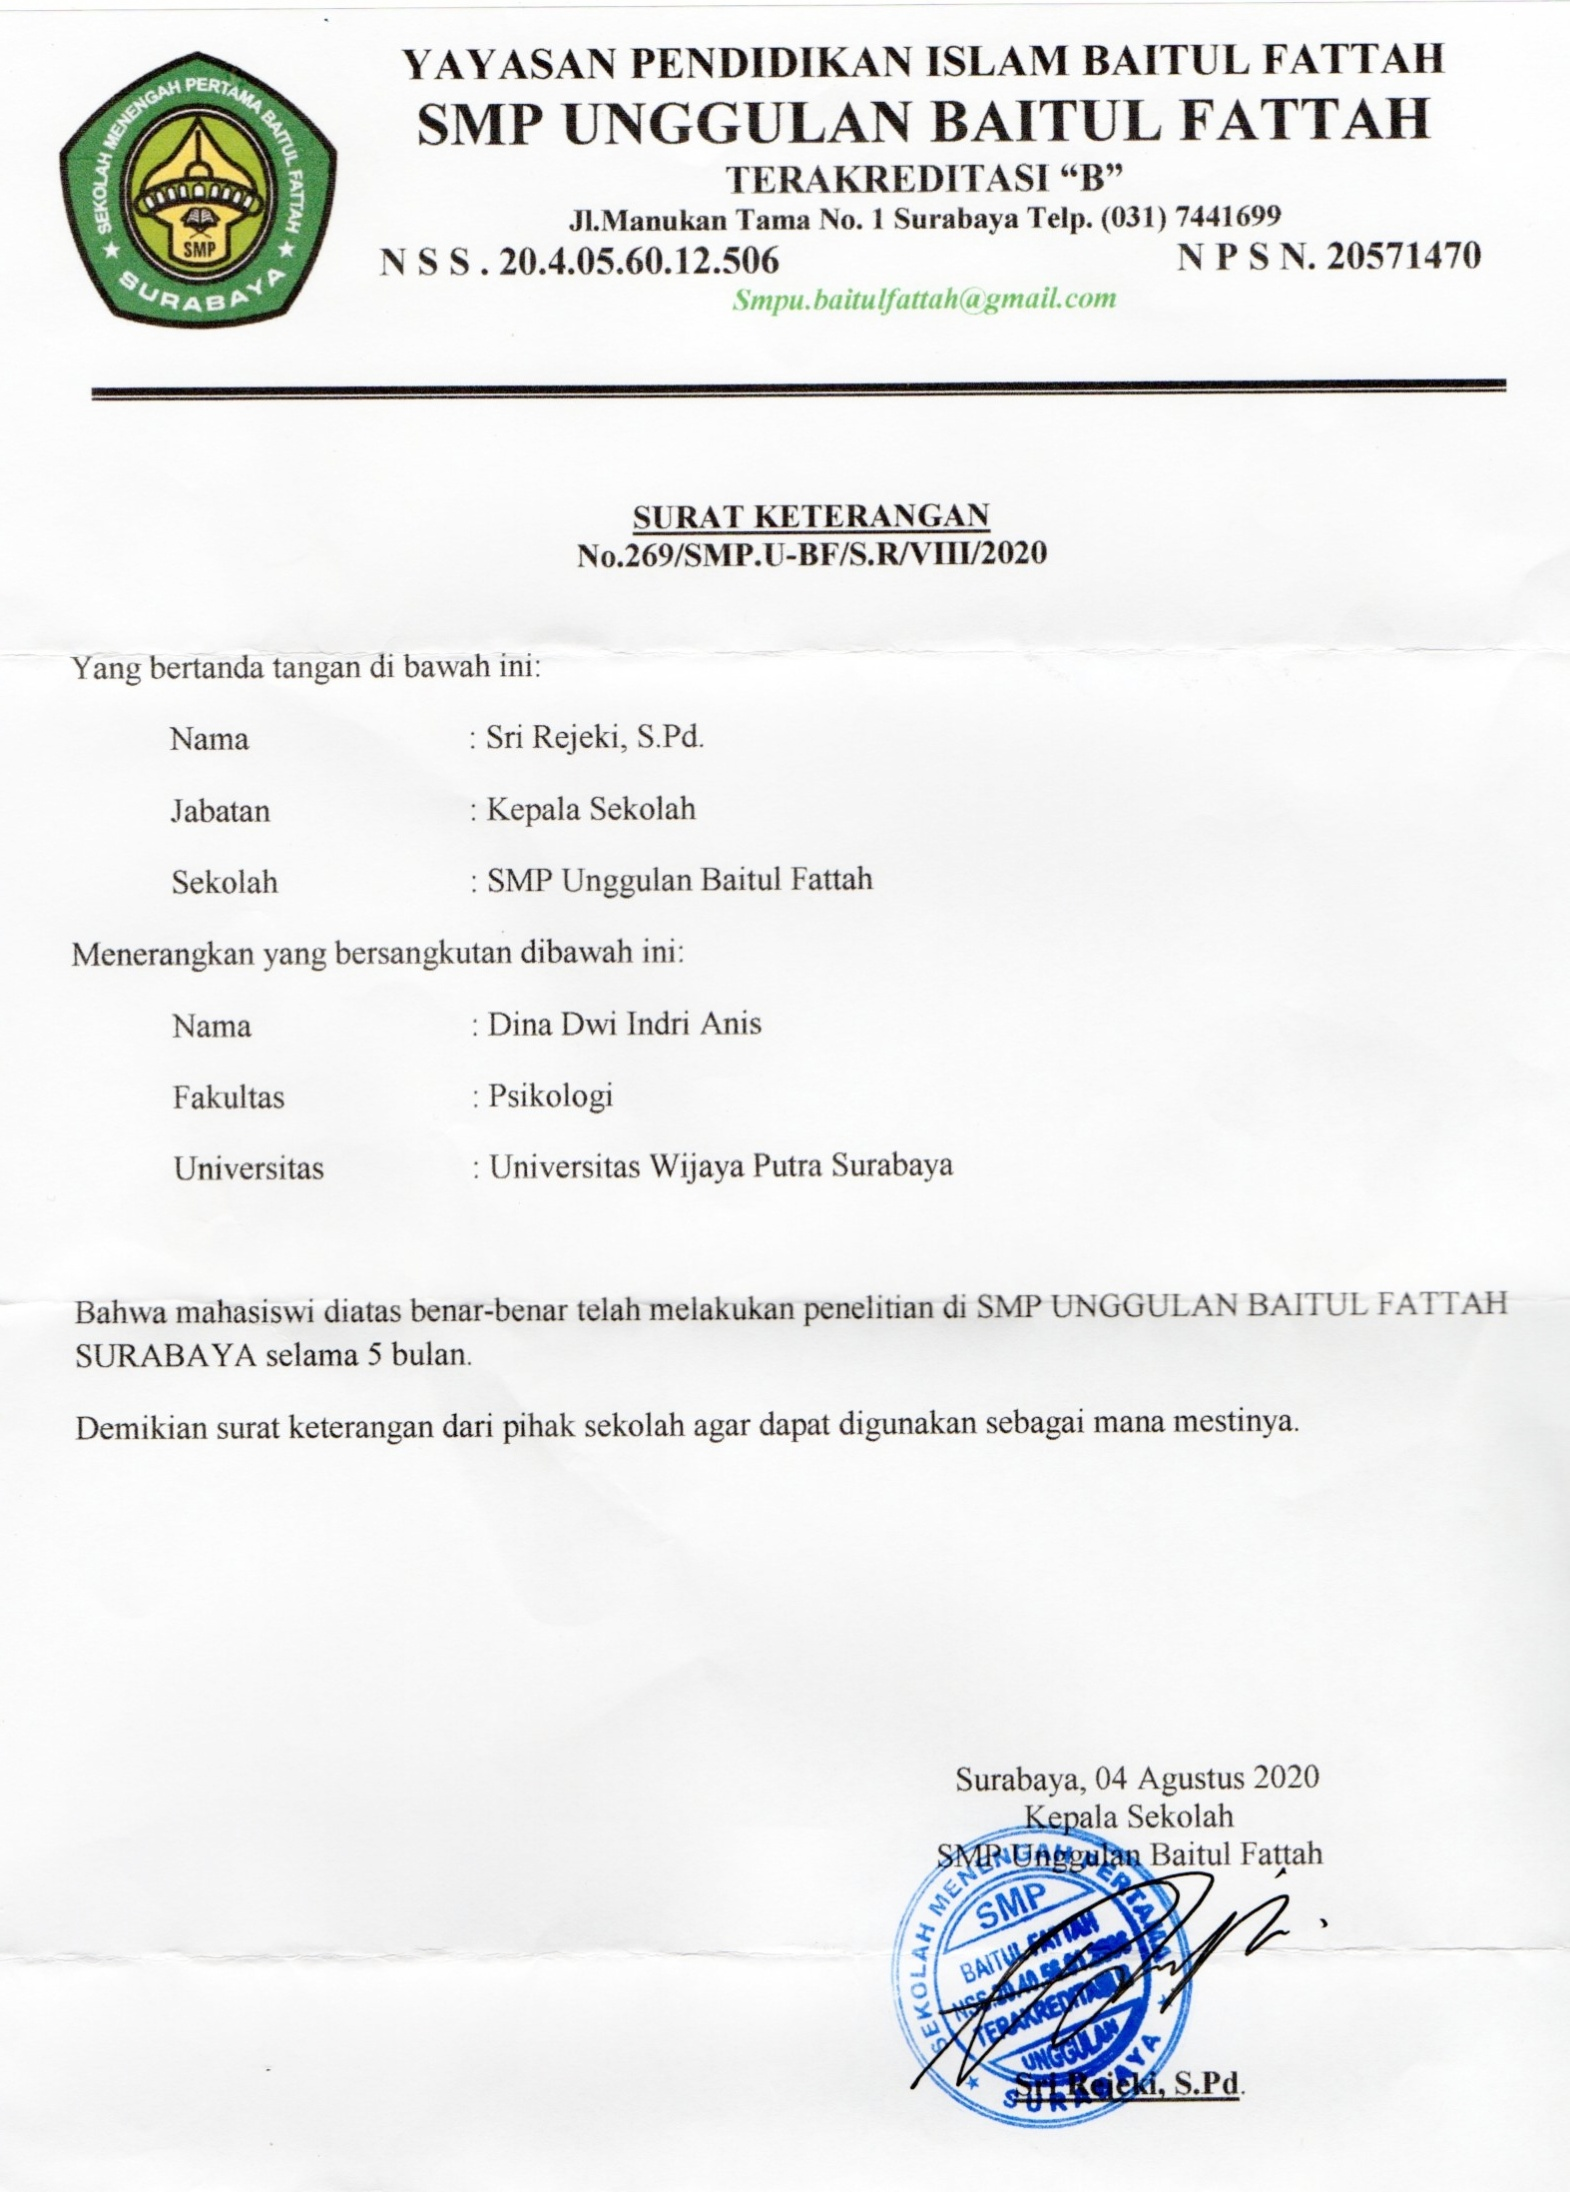 SEKOLAH MENENGAH PERTAMA BAITUL FATTAH
SMP
SURABAYA
YAYASAN PENDIDIKAN ISLAM BAITUL FATTAH
SMP UNGGULAN BAITUL FATTAH
TERAKREDITASI “B”
Jl.Manukan Tama No. 1 Surabaya Telp. (031) 7441699
N S S . 20.4.05.60.12.506 N P S N. 20571470
Smpu.baitulfattah@gmail.com
SURAT KETERANGAN
No.269/SMP.U-BF/S.R/VIII/2020
Yang bertanda tangan di bawah ini:
Nama : Sri Rejeki, S.Pd.
Jabatan : Kepala Sekolah
Sekolah : SMP Unggulan Baitul Fattah
Menerangkan yang bersangkutan dibawah ini:
Nama : Dina Dwi Indri Anis
Fakultas : Psikologi
Universitas : Universitas Wijaya Putra Surabaya
Bahwa mahasiswi diatas benar-benar telah melakukan penelitian di SMP UNGGULAN BAITUL FATTAH
SURABAYA selama 5 bulan.
Demikian surat keterangan dari pihak sekolah agar dapat digunakan sebagai mana mestinya.
Surabaya, 04 Agustus 2020
Kepala Sekolah
SMP Unggulan Baitul Fattah
SEKOLAH MENENGAH PERTAMA
SMP
BAITUL FATTAH
TERAKREDITASI
UNGGULAN
SURABAYA
Sri Rejeki, S.Pd.